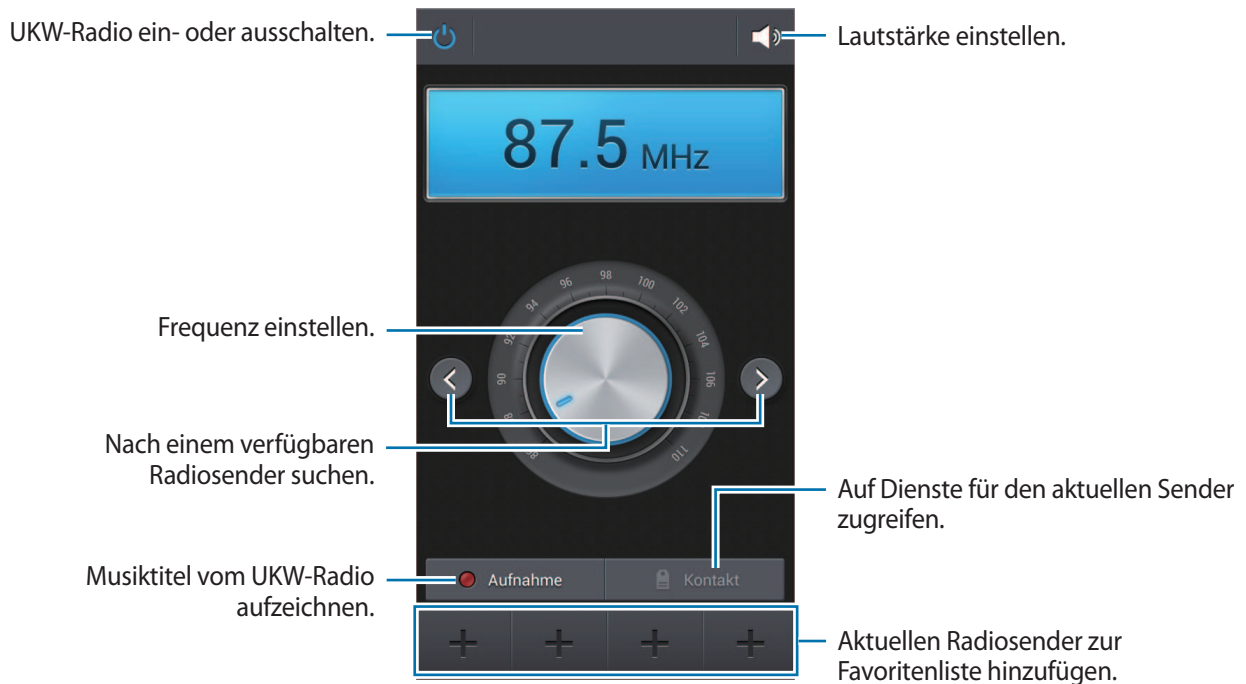 UKW-Radio ein- oder ausschalten.
Lautstärke einstellen.
87.5 MHz
96
98
100
94
102
Frequenz einstellen.
92
104
90
106
Nach einem verfügbaren
Radiosender suchen.
110
Auf Dienste für den aktuellen Sender
zugreifen.
Musiktitel vom UKW-Radio
aufzeichnen.
Aufnahme
Kontakt
Aktuellen Radiosender zur
Favoritenliste hinzufügen.